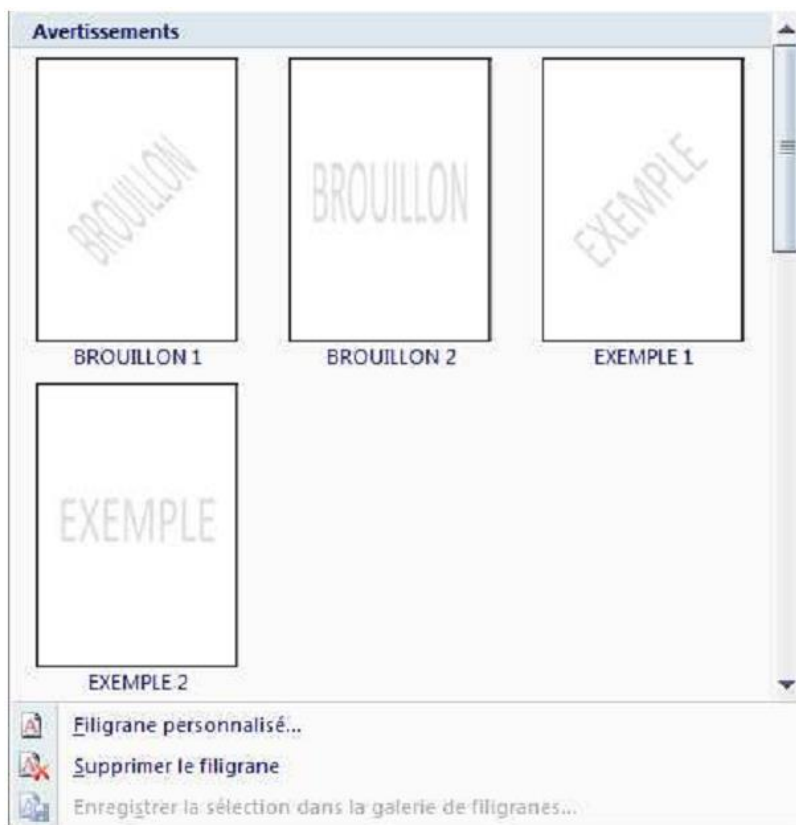 Avertissements
BROUILLON
BROUILLON
EXEMPLE
BROUILLON 1
BROUILLON 2
EXEMPLE 1
EXEMPLE
EXEMPLE 2
Filigrane personnalisé...
Supprimer le filigrane
Enregistrer la sélection dans la galerie de filigranes...